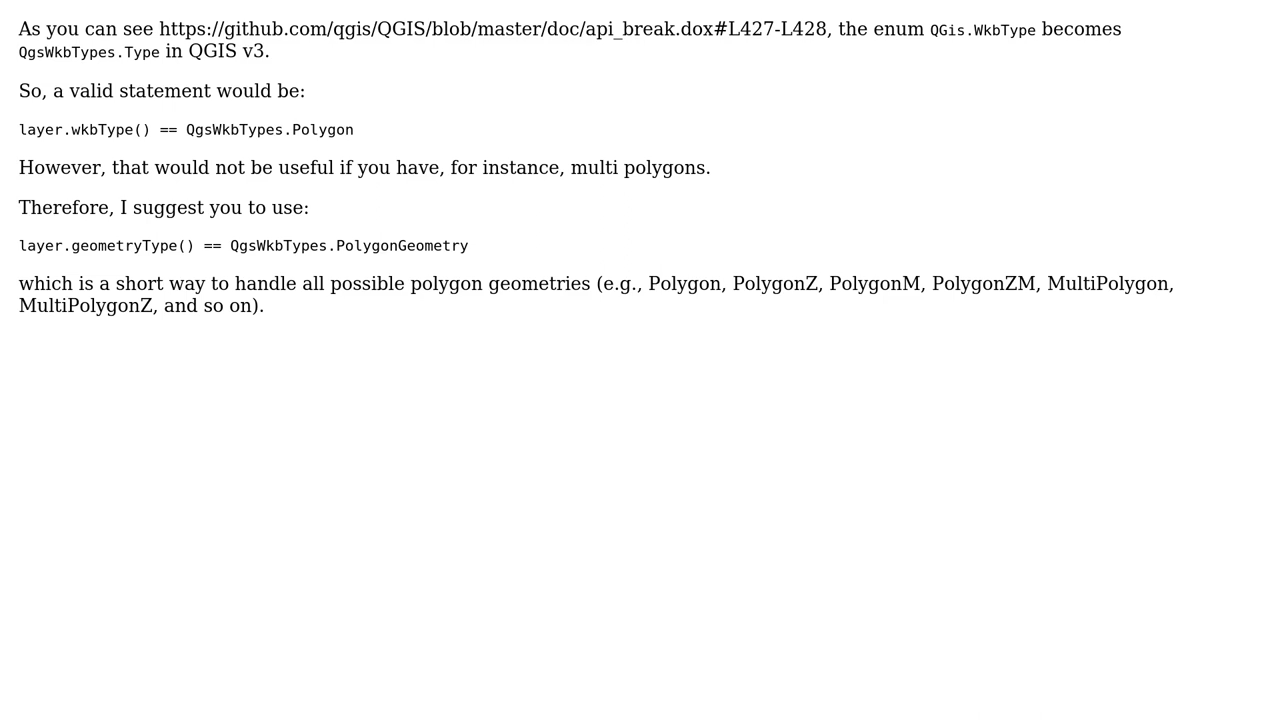 As you can see https://github.com/qgis/QGIS/blob/master/doc/api_break.dox#L427-L428, the enum QGis.WkbType becomes
QgsWkbTypes.Type in QGIS v3.
So, a valid statement would be:
layer.wkbType() == QgsWkbTypes.Polygon
However, that would not be useful if you have, for instance, multi polygons.
Therefore, I suggest you to use:
layer.geometryType() == QgsWkbTypes.PolygonGeometry
which is a short way to handle all possible polygon geometries (e.g., Polygon, PolygonZ, PolygonM, PolygonZM, MultiPolygon,
MultiPolygonZ, and so on).